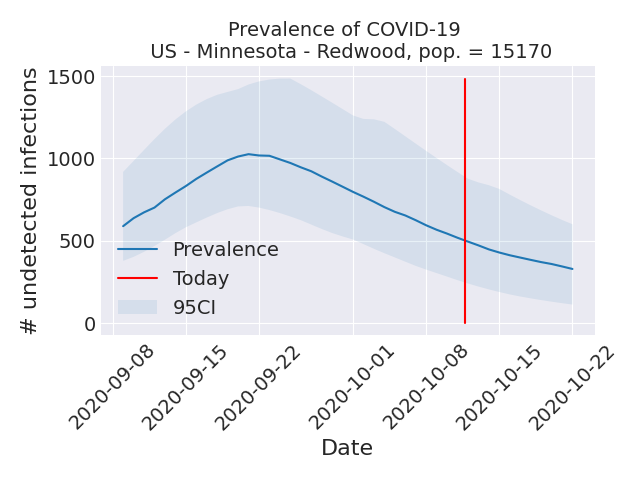 Prevalence of COVID-19
US - Minnesota - Redwood, pop. = 15170
# undetected infections
1500
1000
500
0
Prevalence
Today
95CI
2020-09-08
2020-09-15
2020-09-22
2020-10-01
2020-10-08
2020-10-15
2020-10-22
Date